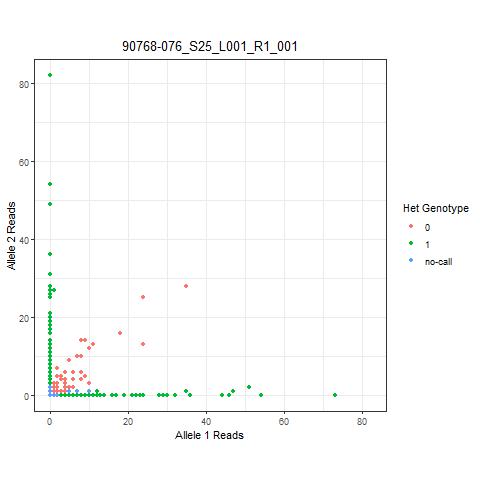 90768-076_S25_L001_R1_001
Allele 2 Reads
80
60
40
20
0
0 20 40 60 80
Allele 1 Reads
Het Genotype
0
1
no-call